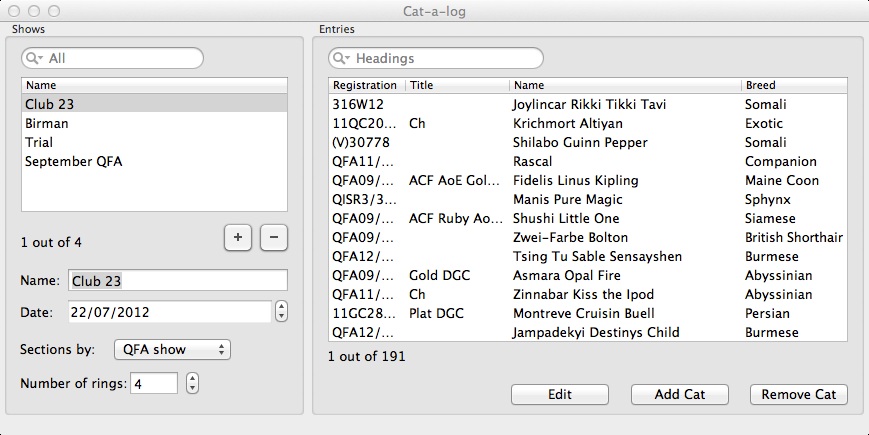 Cat-a-log
Shows
All
Name
Club 23
Birman
Trial
September QFA
1 out of 4
+ −
Name: Club 23
Date: 22/07/2012
Sections by: QFA show
Number of rings: 4
Entries
Headings
Registration Title Name Breed
316W12 Joylincar Rikki Tikki Tavi Somali
11QC20... Ch Krichmort Altiyan Exotic
(V)30778 Shilabo Guinn Pepper Somali
QFA11/... Rascal Companion
QFA09/... ACF AoE Gol... Fidelis Linus Kipling Maine Coon
QISR3/3... Manis Pure Magic Sphynx
QFA09/... ACF Ruby Ao... Shushi Little One Siamese
QFA09/... Zwei-Farbe Bolton British Shorthair
QFA12/... Tsing Tu Sable Sensayshen Burmese
QFA09/... Gold DGC Asmara Opal Fire Abyssinian
QFA11/... Ch Zinnabar Kiss the Ipod Abyssinian
11GC28... Plat DGC Montreve Cruisin Buell Persian
QFA12/... Jampadekyi Destinys Child Burmese
1 out of 191
Edit Add Cat Remove Cat